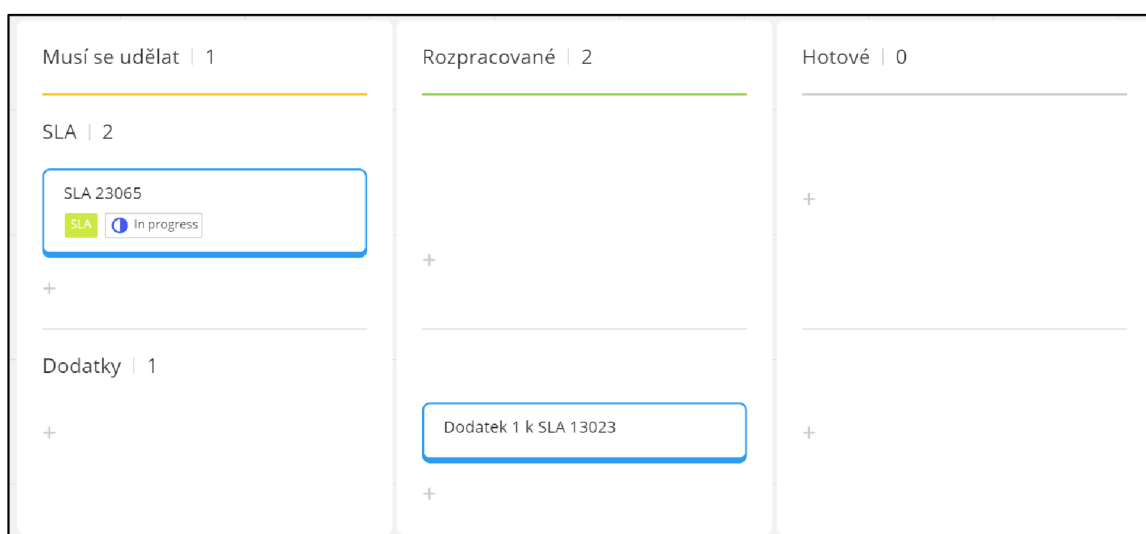 Musí se udělat | 1
Rozpracované | 2
Hotové | 0
SLA | 2
SLA 23065
SLA In progress
+
+
+
Dodatky | 1
+
Dodatek 1 k SLA 13023
+
+